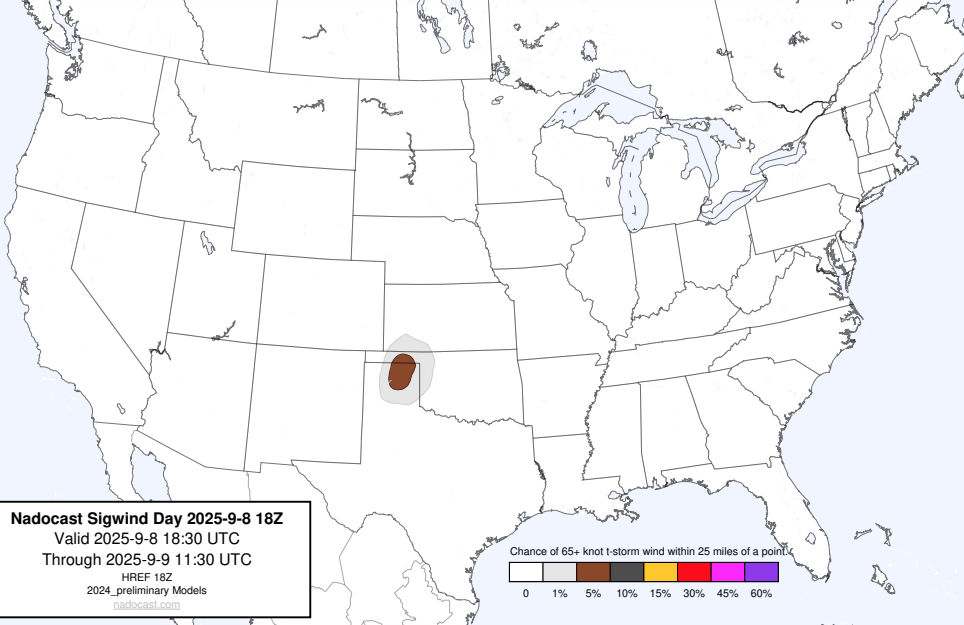 Nadocast Sigwind Day 2025-9-8 18Z
Valid 2025-9-8 18:30 UTC
Through 2025-9-9 11:30 UTC
HREF 18Z
2024_preliminary Models
nadocast.com
Chance of 65+ knot t-storm wind within 25 miles of a point.
0 1% 5% 10% 15% 30% 45% 60%